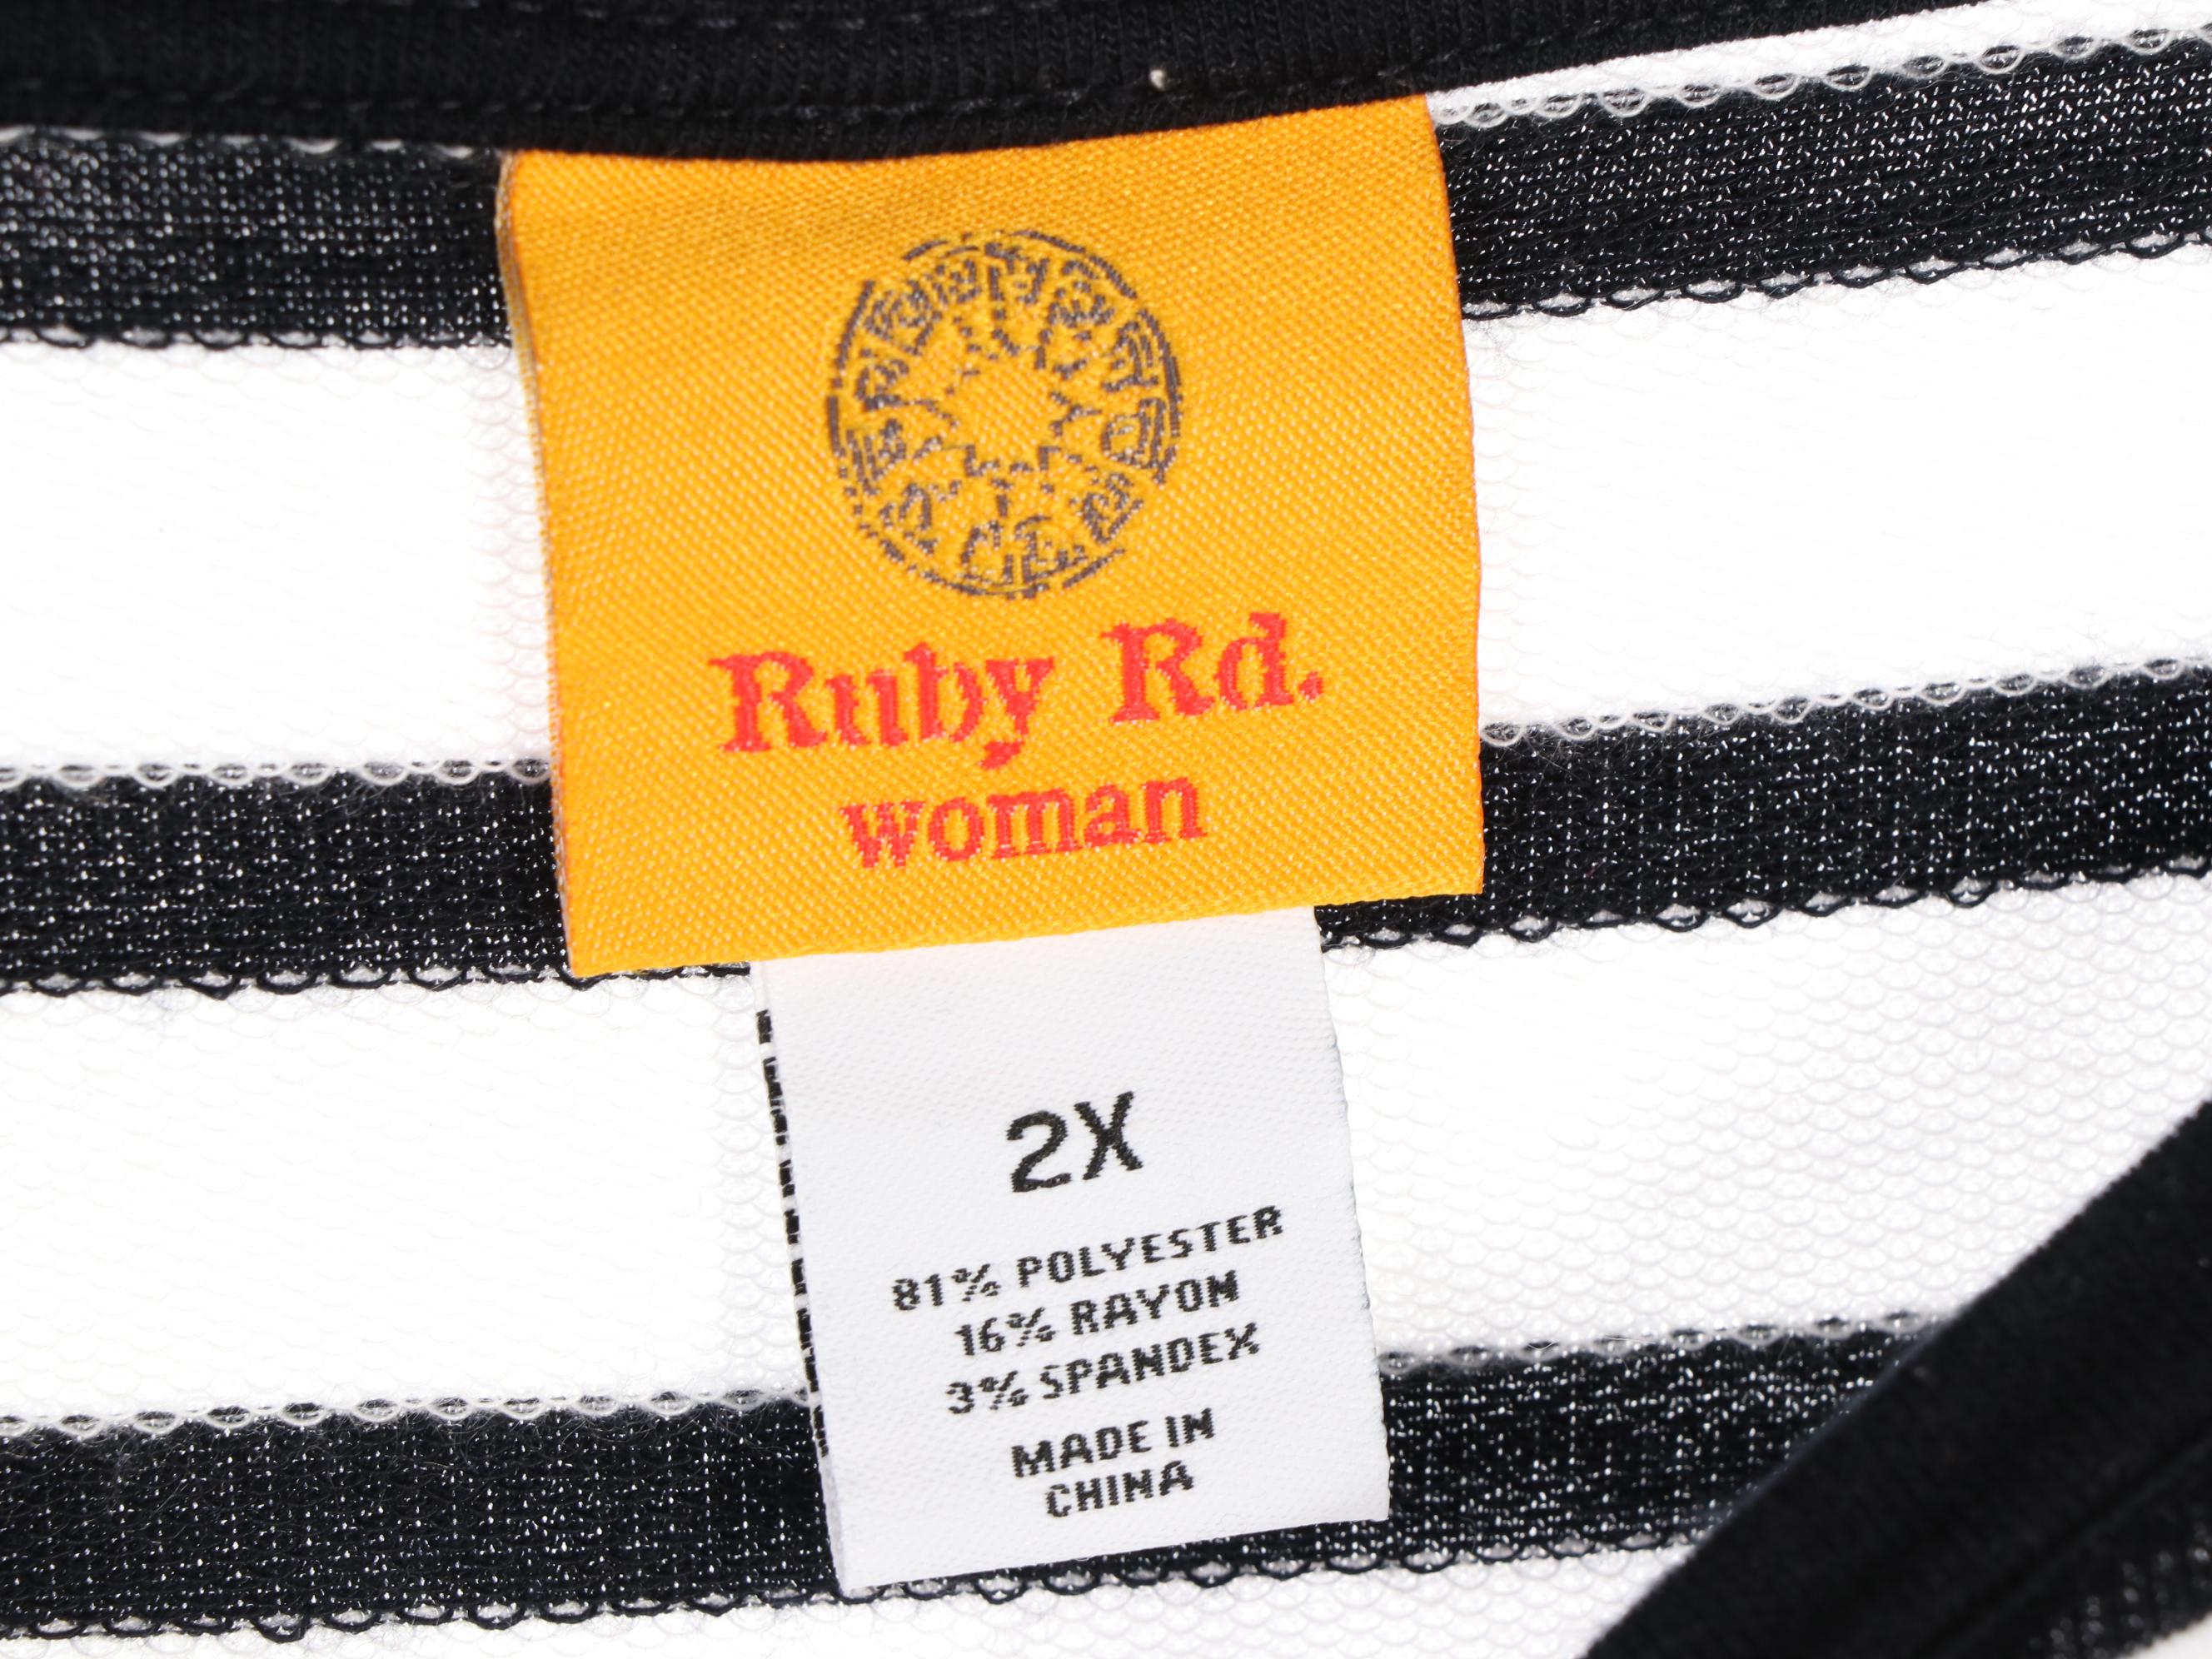 Ruby Rd.
woman
2X
81% POLYESTER
16% RAYON
3% SPANDEX
MADE IN
CHINA